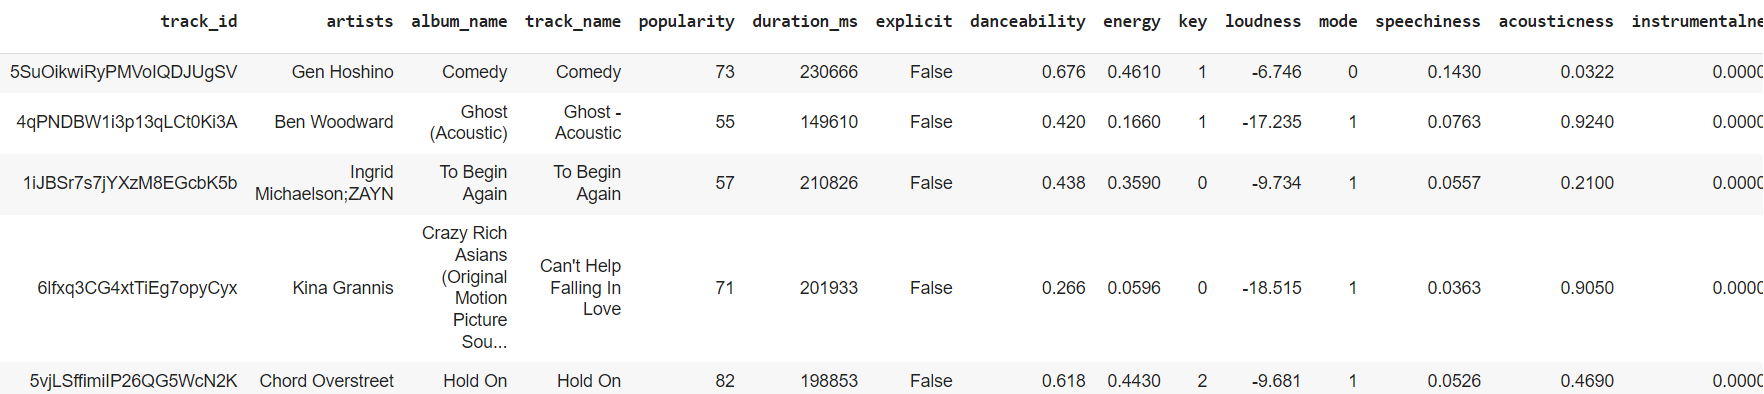 track_id artists album_name track_name popularity duration_ms explicit danceability energy key loudness mode speechiness acousticness instrumentalne
5SuOikwiRyPMVoIQDJUgSV Gen Hoshino Comedy Comedy 73 230666 False 0.676 0.4610 1 -6.746 0 0.1430 0.0322 0.0000
4qPNDBW1i3p13qLCt0Ki3A Ben Woodward Ghost (Acoustic) Ghost - Acoustic 55 149610 False 0.420 0.1660 1 -17.235 1 0.0763 0.9240 0.0000
1iJBSr7s7jYXzM8EGcbK5b Ingrid Michaelson;ZAYN To Begin Again To Begin Again 57 210826 False 0.438 0.3590 0 -9.734 1 0.0557 0.2100 0.0000
6lfxq3CG4xtTiEg7opyCyx Kina Grannis Crazy Rich Asians (Original Motion Picture Sou... Can't Help Falling In Love 71 201933 False 0.266 0.0596 0 -18.515 1 0.0363 0.9050 0.0000
5vjLSffimiIP26QG5WcN2K Chord Overstreet Hold On Hold On 82 198853 False 0.618 0.4430 2 -9.681 1 0.0526 0.4690 0.0000